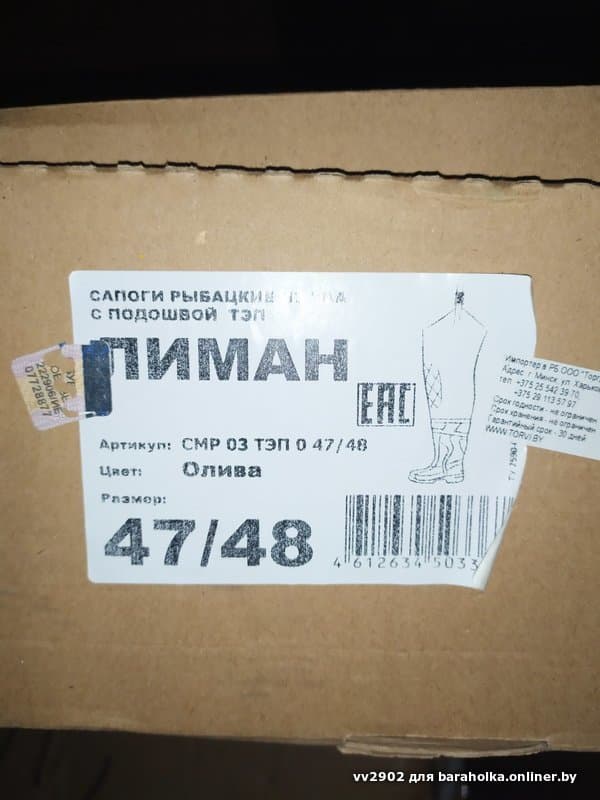 САПОГИ РЫБАЦКИЕ
С ПОДОШВОЙ ТЭП
ЛИМАН
EAC
Артикул: СМР 03 ТЭП 0 47/48
Цвет: Олива
Размер:
47/48
4 612634 5033
Импортер в РБ ООО
Адрес: г. Минск, ул. Харьков
тел. +375 25 542 39 70,
+375 29 113 57 97
Срок годности - не ограничен
Срок хранения - не ограничен
Гарантийный срок - 30 дней
WWW.TORVI.BY
vv2902 для baraholka.onliner.by